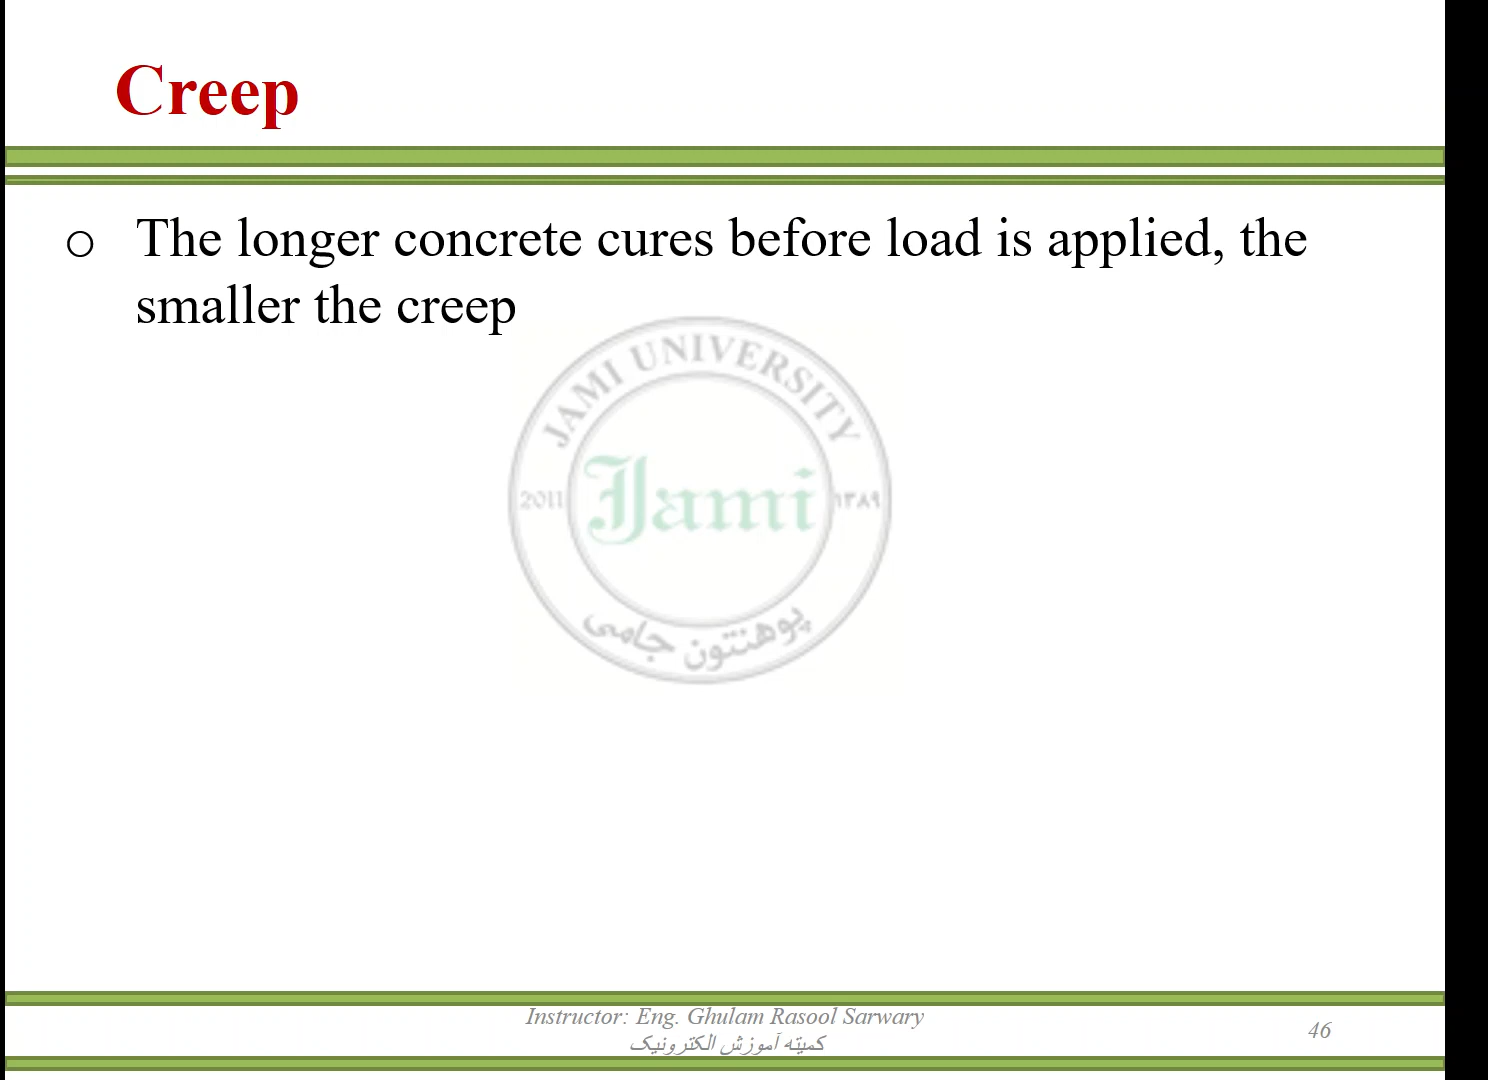 Creep
o The longer concrete cures before load is applied, the
smaller the creep
JAMI UNIVERSITY
2011
Jami
۱۳۸۹
پوهنتون جامی
Instructor: Eng. Ghulam Rasool Sarwary
کمیته آموزش الکترونیک
46